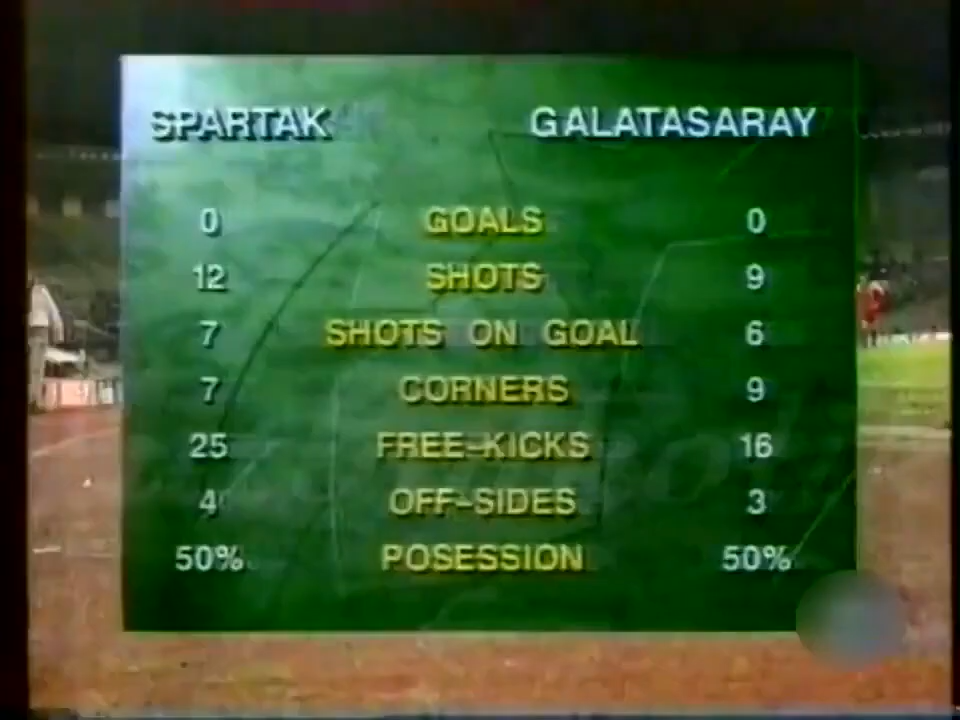 SPARTAK GALATASARAY
0 GOALS 0
12 SHOTS 9
7 SHOTS ON GOAL 6
7 CORNERS 9
25 FREE-KICKS 16
4 OFF-SIDES 3
50% POSESSION 50%